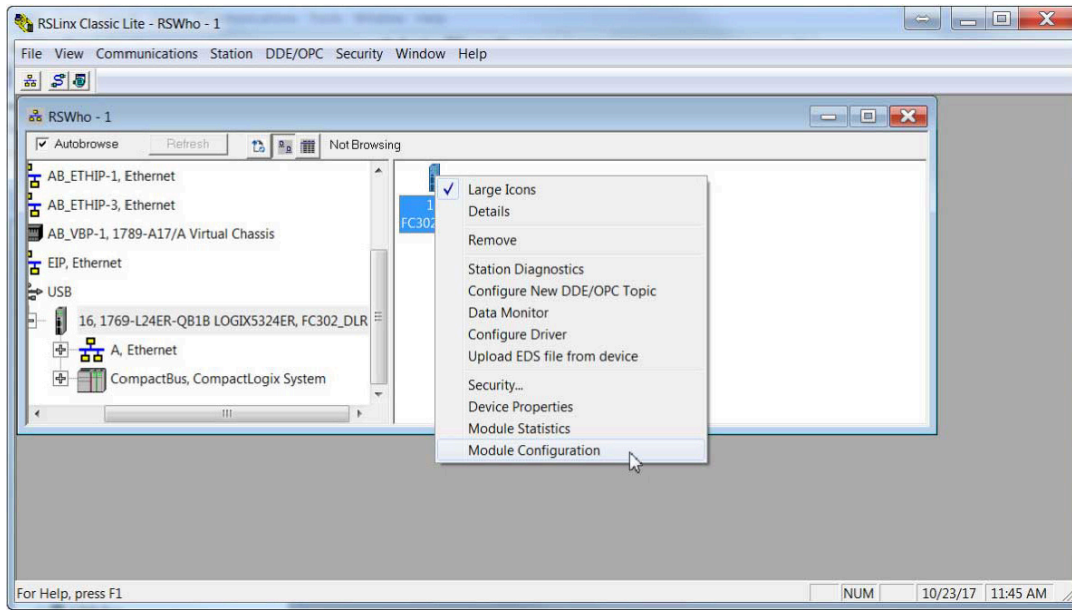 RSLinx Classic Lite - RSWho - 1
File View Communications Station DDE/OPC Security Window Help
RSWho - 1
Autobrowse Refresh Not Browsing
AB_ETHIP-1, Ethernet
AB_ETHIP-3, Ethernet
AB_VBP-1, 1789-A17/A Virtual Chassis
EIP, Ethernet
USB
16, 1769-L24ER-QB1B LOGIX5324ER, FC302_DLR
A, Ethernet
CompactBus, CompactLogix System
1
FC302
Large Icons
Details
Remove
Station Diagnostics
Configure New DDE/OPC Topic
Data Monitor
Configure Driver
Upload EDS file from device
Security...
Device Properties
Module Statistics
Module Configuration
For Help, press F1 NUM 10/23/17 11:45 AM